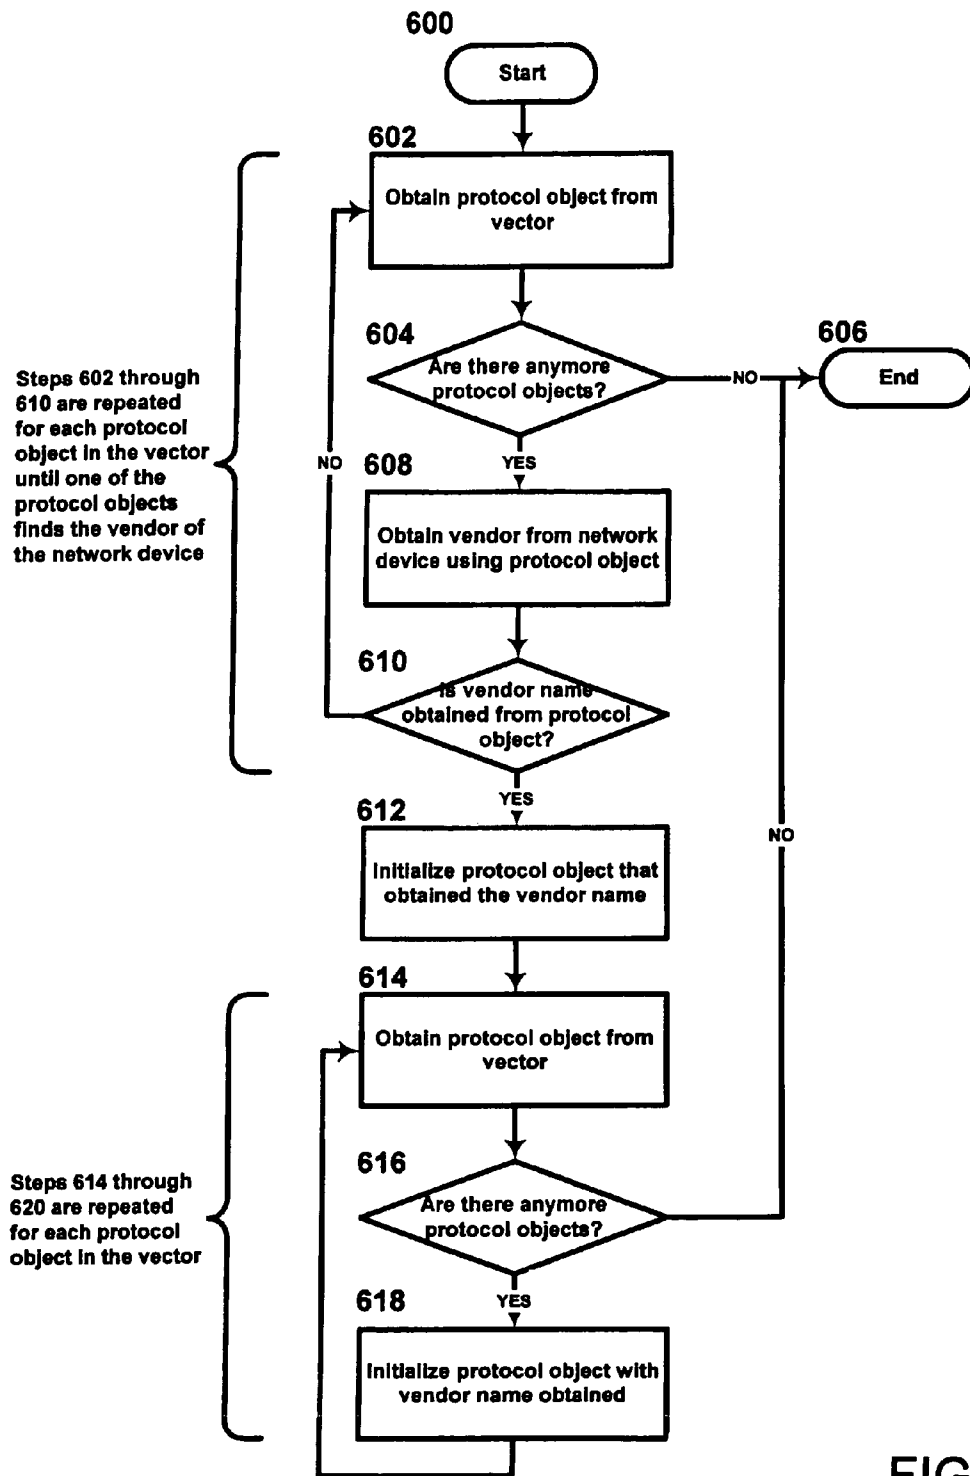 600
Start
602
Obtain protocol object from
vector
604
Are there anymore
protocol objects?
NO
606
End
Steps 602 through
610 are repeated
for each protocol
object in the vector
until one of the
protocol objects
finds the vendor of
the network device
NO
YES
608
Obtain vendor from network
device using protocol object
610
Is vendor name
obtained from protocol
object?
YES
612
Initialize protocol object that
obtained the vendor name
NO
614
Obtain protocol object from
vector
616
Are there anymore
protocol objects?
Steps 614 through
620 are repeated
for each protocol
object in the vector
YES
618
Initialize protocol object with
vendor name obtained
FIG